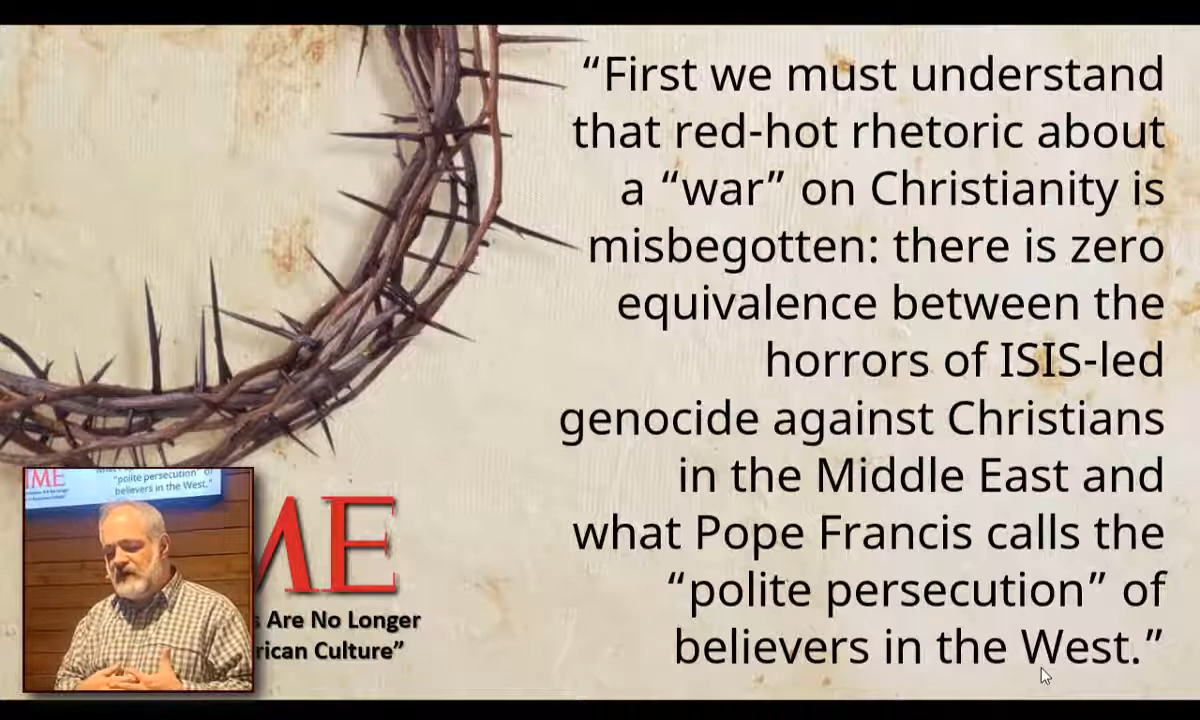 “First we must understand
that red-hot rhetoric about
a “war” on Christianity is
misbegotten: there is zero
equivalence between the
horrors of ISIS-led
genocide against Christians
in the Middle East and
what Pope Francis calls the
“polite persecution” of
believers in the West.”
ME
s Are No Longer
rican Culture”
IME
“polite persecution” of
believers in the West.”